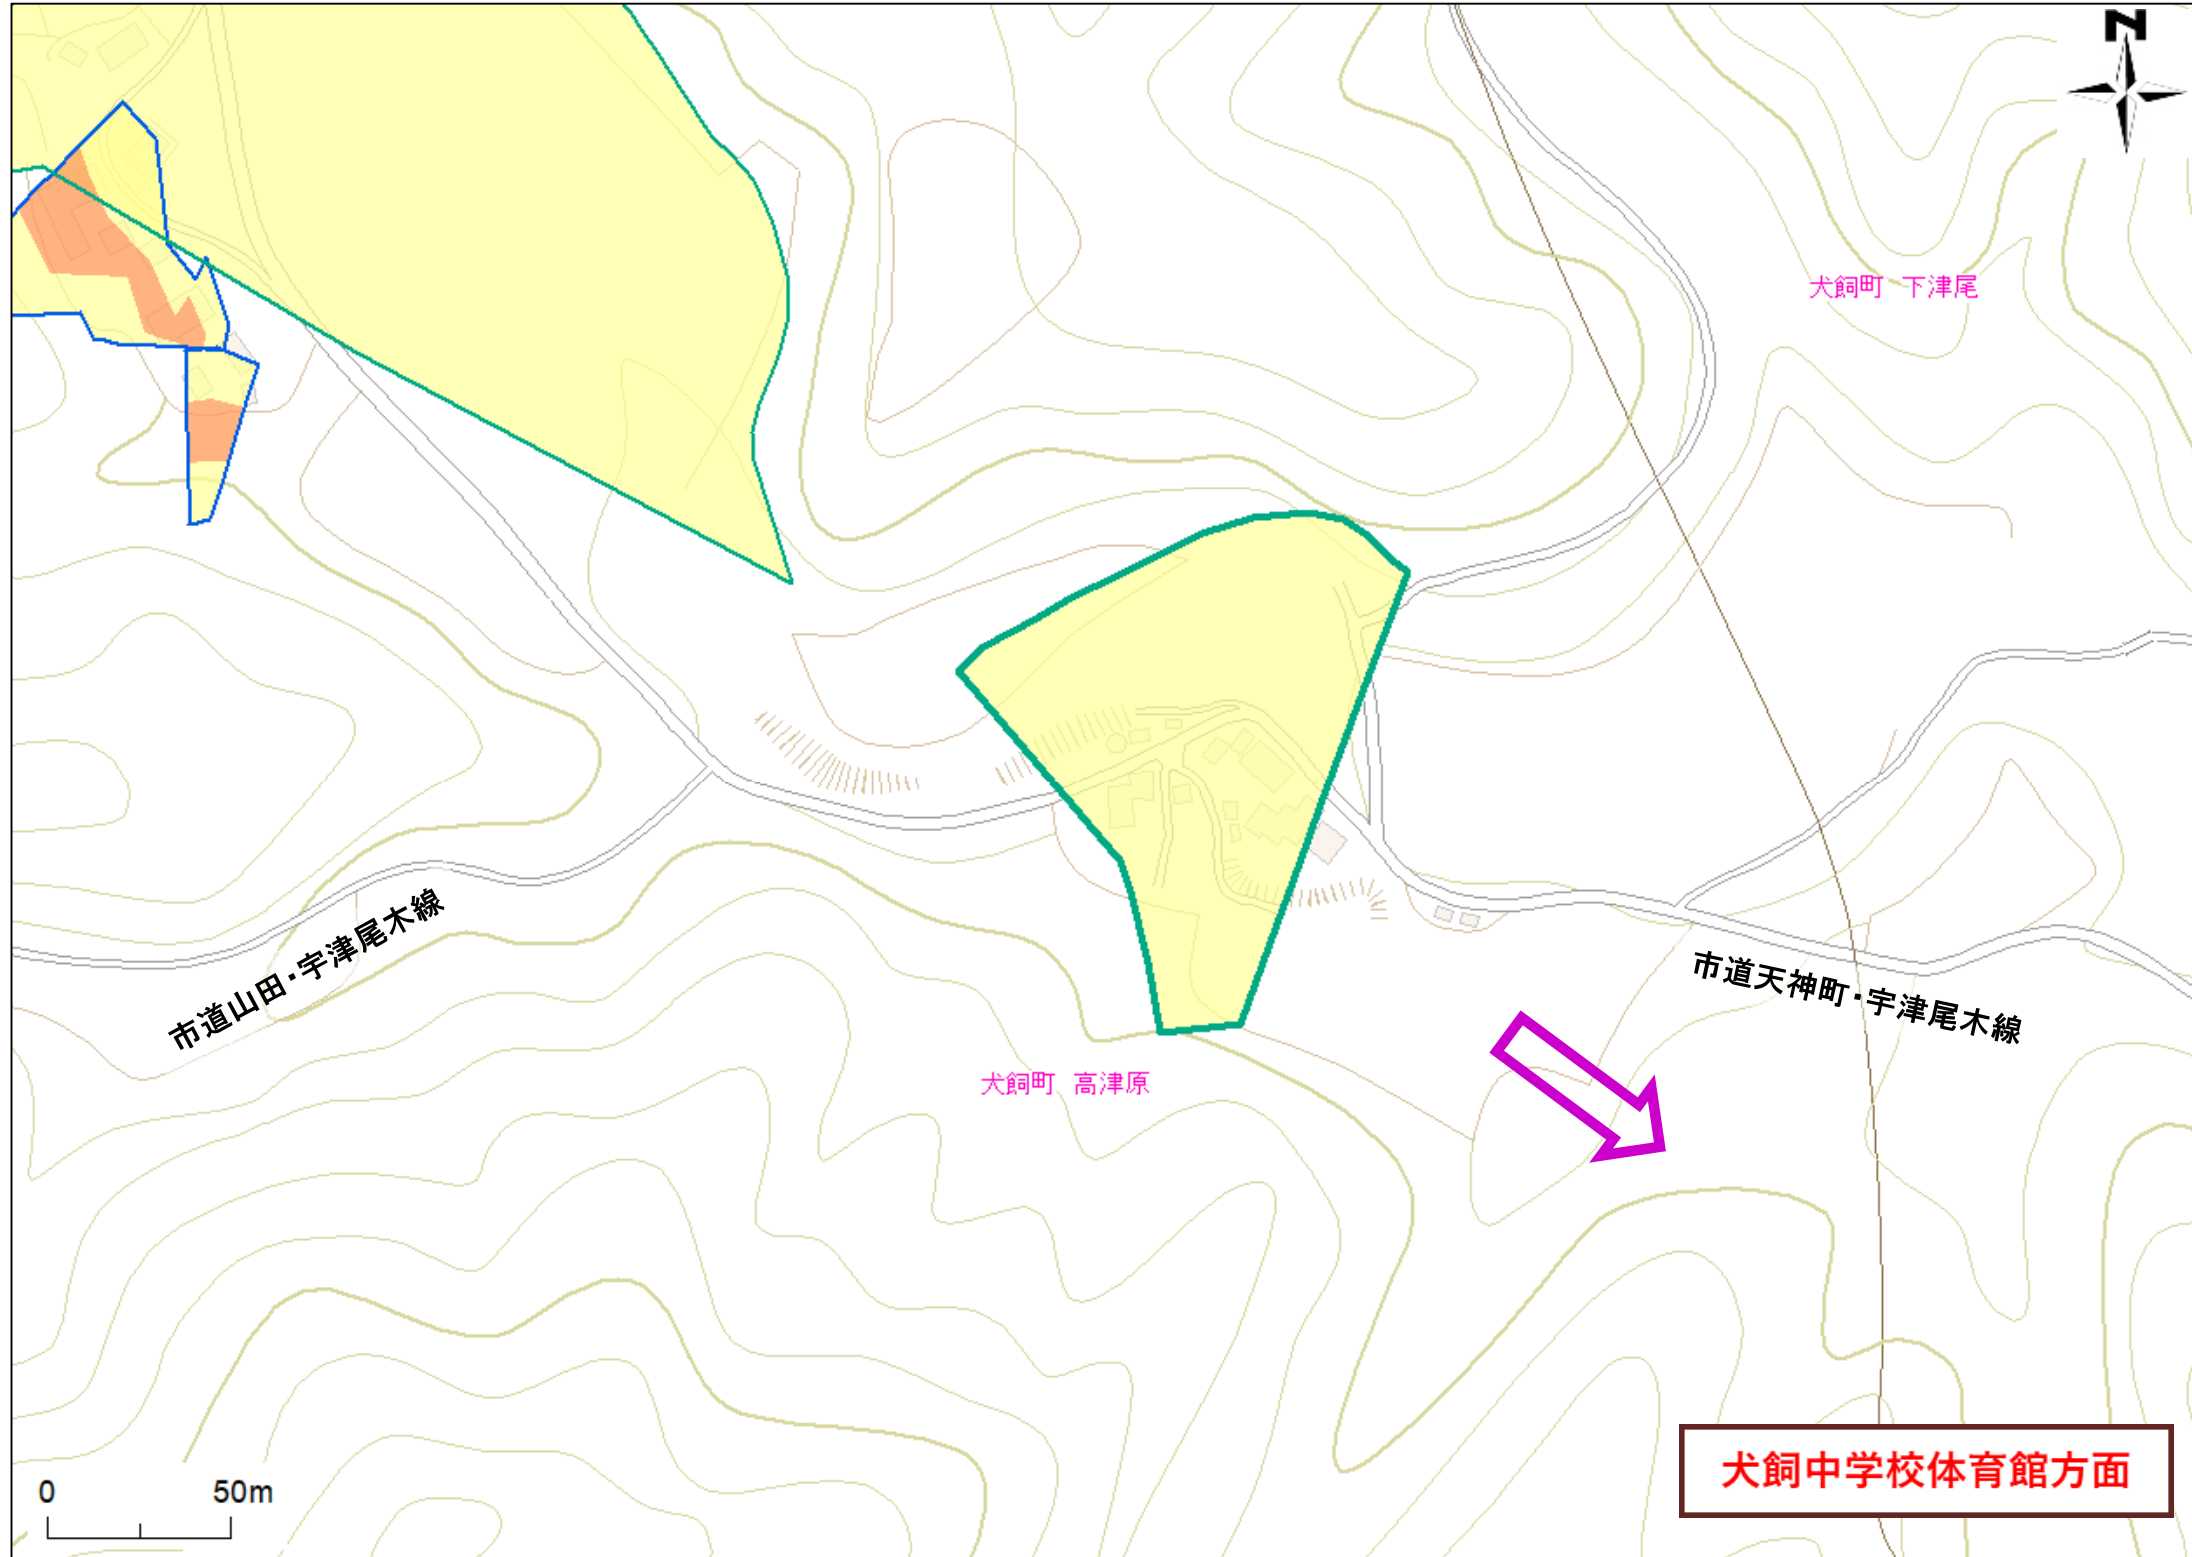 N
犬飼町 下津尾
市道山田・宇津尾木線
市道天神町・宇津尾木線
犬飼町 高津原
犬飼中学校体育館方面
0 50m